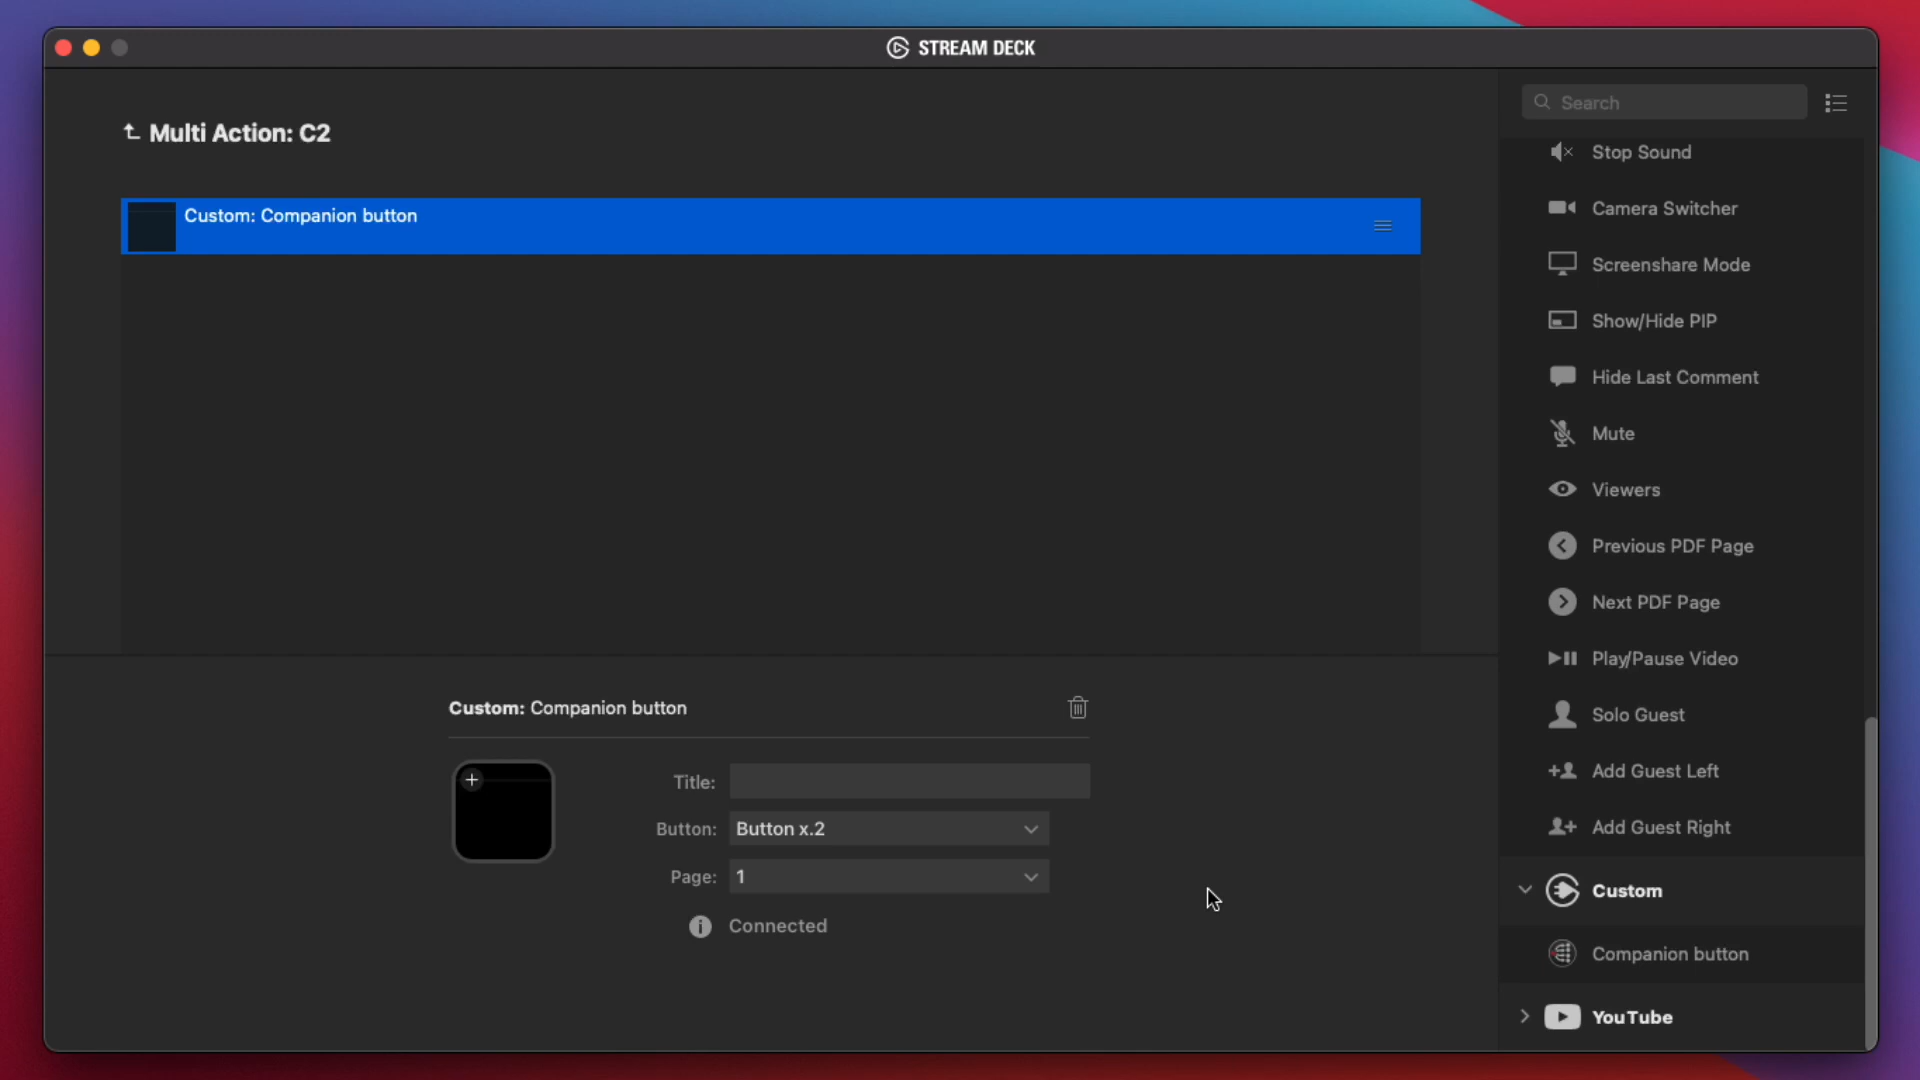 STREAM DECK
Multi Action: C2
Custom: Companion button
Custom: Companion button
Title:
Button: Button x.2
Page: 1
Connected
Search
Stop Sound
Camera Switcher
Screenshare Mode
Show/Hide PIP
Hide Last Comment
Mute
Viewers
Previous PDF Page
Next PDF Page
Play/Pause Video
Solo Guest
Add Guest Left
Add Guest Right
Custom
Companion button
YouTube